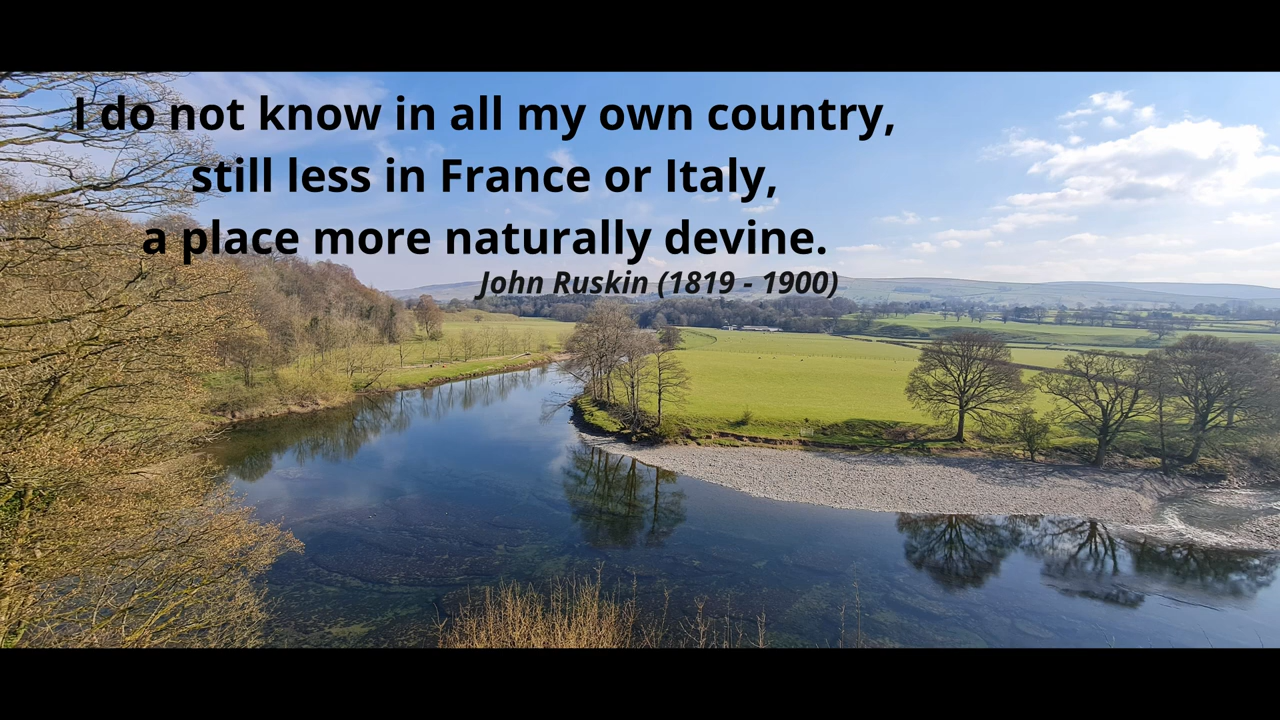 I do not know in all my own country,
still less in France or Italy,
a place more naturally devine.
John Ruskin (1819 - 1900)